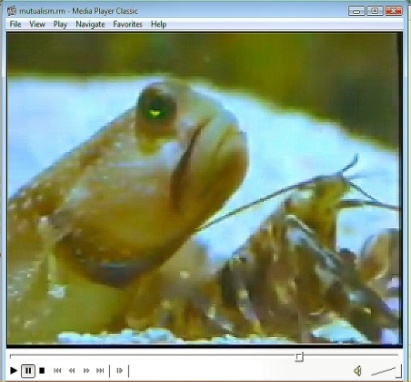 mutualism.rm - Media Player Classic
File View Play Navigate Favorites Help